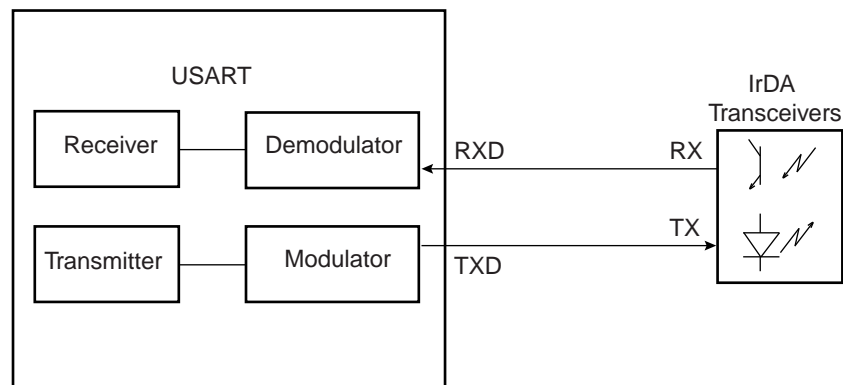 USART
IrDA
Transceivers
Receiver
Demodulator
RXD
RX
TX
Transmitter
Modulator
TXD